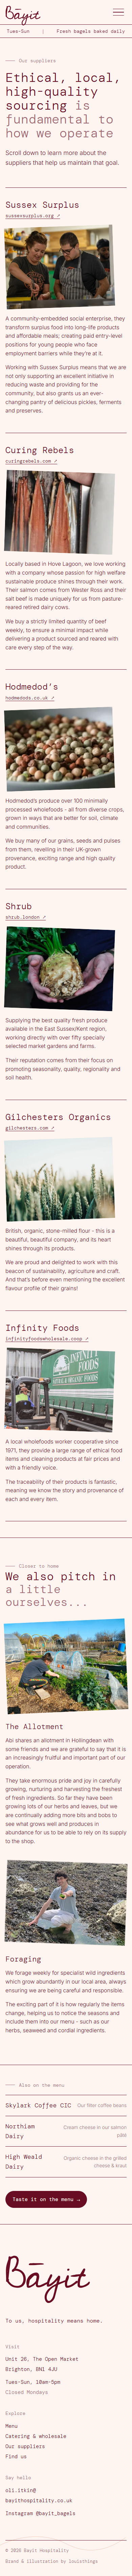 Bayit
Tues-Sun | Fresh bagels baked daily
Our suppliers
Ethical, local,
high-quality
sourcing is
fundamental to
how we operate
Scroll down to learn more about the
suppliers that help us maintain that goal.
Sussex Surplus
sussexsurplus.org ↗
A community-embedded social enterprise, they
transform surplus food into long-life products
and affordable meals; creating paid entry-level
positions for young people who face
employment barriers while they're at it.
Working with Sussex Surplus means that we are
not only supporting an excellent initiative in
reducing waste and providing for the
community, but also grants us an ever-
changing pantry of delicious pickles, ferments
and preserves.
Curing Rebels
curingrebels.com ↗
Locally based in Hove Lagoon, we love working
with a company whose passion for high welfare
sustainable produce shines through their work.
Their salmon comes from Wester Ross and their
salt beef is made uniquely for us from pasture-
reared retired dairy cows.
We buy a strictly limited quantity of beef
weekly, to ensure a minimal impact while
delivering a product sourced and reared with
care every step of the way.
Hodmedod's
hodmedods.co.uk ↗
Hodmedod's produce over 100 minimally
processed wholefoods - all from diverse crops,
grown in ways that are better for soil, climate
and communities.
We buy many of our grains, seeds and pulses
from them, revelling in their UK-grown
provenance, exciting range and high quality
product.
Shrub
shrub.london ↗
Supplying the best quality fresh produce
available in the East Sussex/Kent region,
working directly with over fifty specially
selected market gardens and farms.
Their reputation comes from their focus on
promoting seasonality, quality, regionality and
soil health.
Gilchesters Organics
gilchesters.com ↗
British, organic, stone-milled flour - this is a
beautiful, beautiful company, and its heart
shines through its products.
We are proud and delighted to work with this
beacon of sustainability, agriculture and craft.
And that's before even mentioning the excellent
flavour profile of their grains!
Infinity Foods
infinityfoodswholesale.coop ↗
INFINITY
FOODS
A local wholefoods worker cooperative since
1971, they provide a large range of ethical food
items and cleaning products at fair prices and
with a voice.
The traceability of their products is fantastic,
meaning we know the story and provenance of
each and every item.
Closer to home
We also pitch in
a little
ourselves...
The Allotment
Abi shares an allotment in Hollingdean with
some friends and we are grateful to say that it is
an increasingly fruitful and important part of our
operation.
They take enormous pride and joy in carefully
growing, nurturing and harvesting the freshest
of fresh ingredients. So far they have been
growing lots of our herbs and leaves, but we
are continually adding more bits and bobs to
see what grows well and produces in
abundance for us to be able to rely on its supply
to the shop.
Foraging
We forage weekly for specialist wild ingredients
which grow abundantly in our local area, always
ensuring we are being careful and responsible.
The exciting part of it is how regularly the items
change, helping us to notice the seasons and
include them into our menu - such as our
herbs, seaweed and cordial ingredients.
Also on the menu
Skylark Coffee CIC Our filter coffee beans
Northiam
Dairy
Cream cheese in our salmon
pate
High Weald
Dairy
Organic cheese in the grilled
cheese & kraut
Taste it on the menu →
Bayit
To us, hospitality means home.
Visit
Unit 26, The Open Market
Brighton, BN1 4JU
Tues-Sun, 10am-5pm
Closed Mondays
Explore
Menu
Catering & wholesale
Our suppliers
Find us
Say hello
oli.itkin@
bayithospitality.co.uk
Instagram @bayit_bagels
© 2026 Bayit Hospitality
Brand & illustration by louisthings